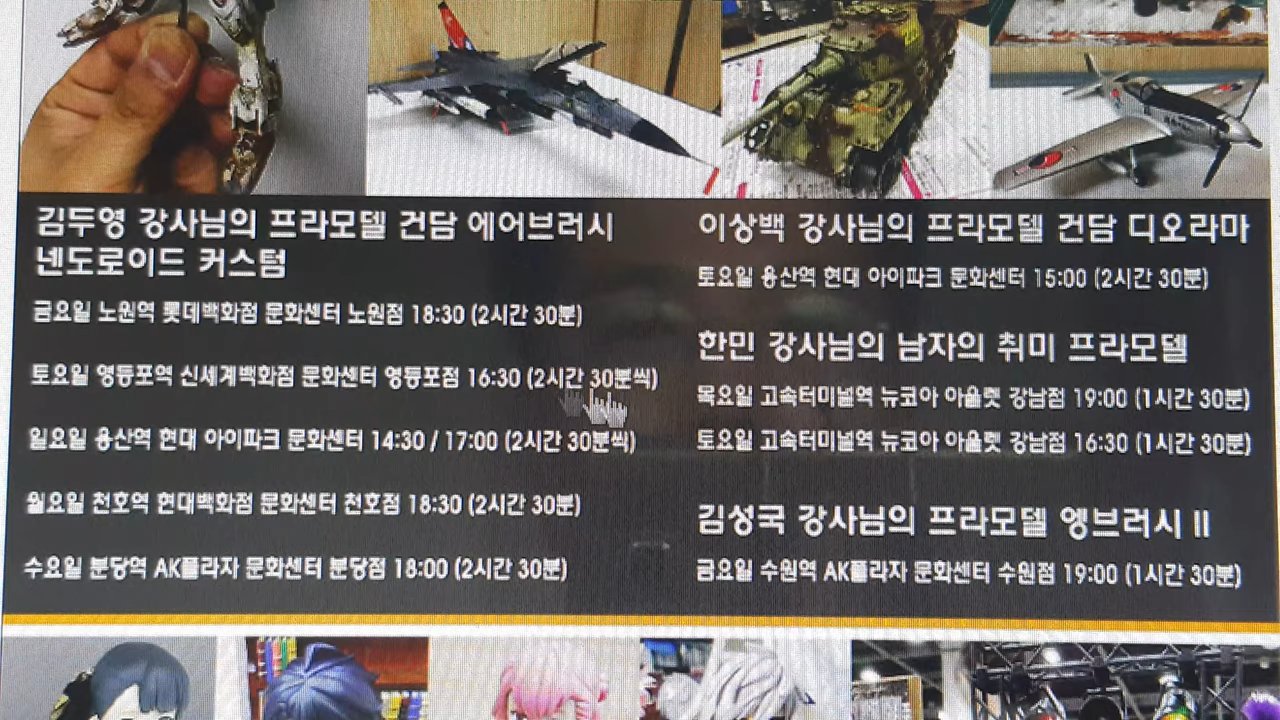 김두영 강사님의 프라모델 건담 에어브러시
넨도로이드 커스텀
금요일 노원역 롯데백화점 문화센터 노원점 18:30 (2시간 30분)
토요일 영등포역 신세계백화점 문화센터 영등포점 16:30 (2시간 30분씩)
일요일 용산역 현대 아이파크 문화센터 14:30 / 17:00 (2시간 30분씩)
월요일 천호역 현대백화점 문화센터 천호점 18:30 (2시간 30분)
수요일 분당역 AK플라자 문화센터 분당점 18:00 (2시간 30분)
이상백 강사님의 프라모델 건담 디오라마
토요일 용산역 현대 아이파크 문화센터 15:00 (2시간 30분)
한민 강사님의 남자의 취미 프라모델
목요일 고속터미널역 뉴코아 아울렛 강남점 19:00 (1시간 30분)
토요일 고속터미널역 뉴코아 아울렛 강남점 16:30 (1시간 30분)
김성국 강사님의 프라모델 엥브러시 II
금요일 수원역 AK플라자 문화센터 수원점 19:00 (1시간 30분)